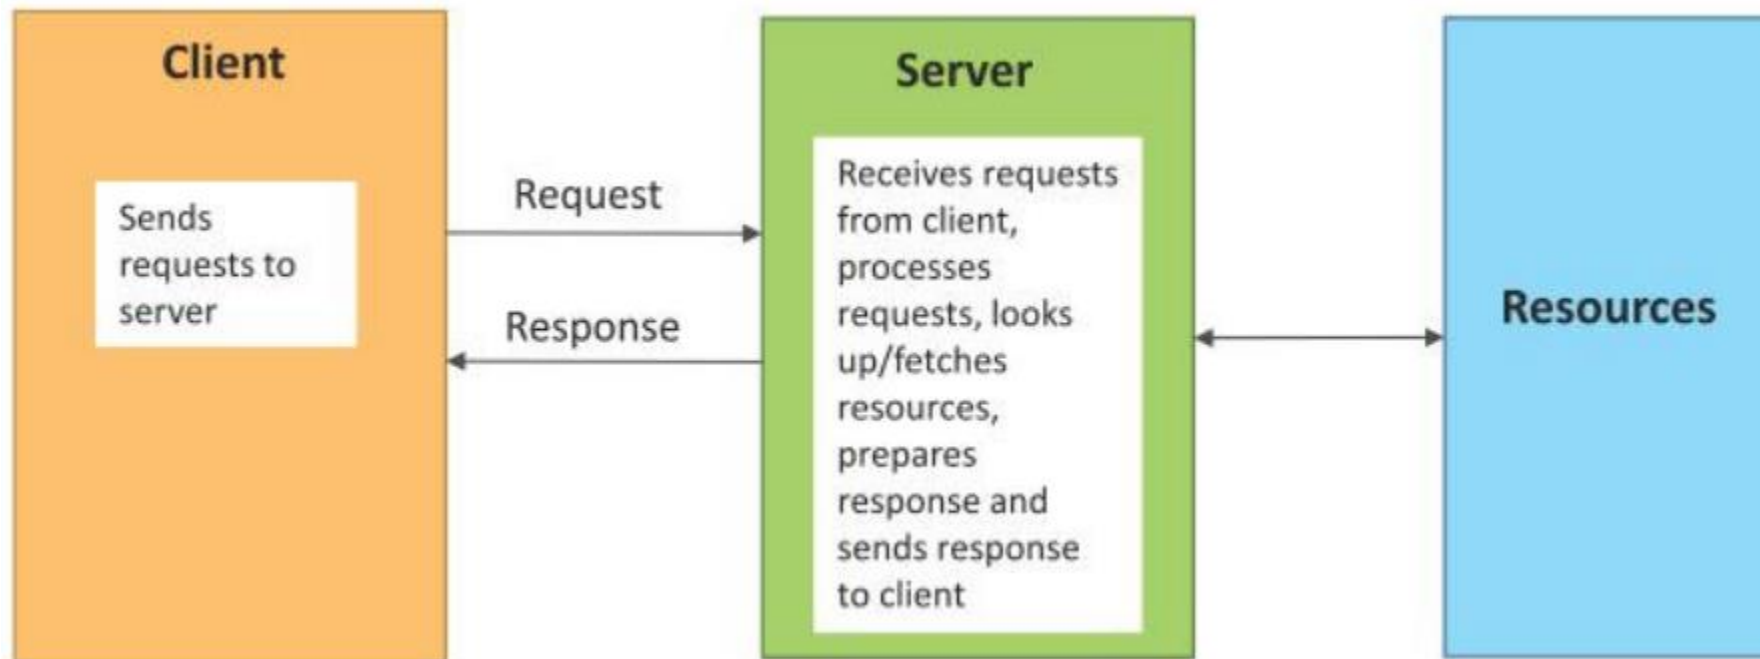 Client
Sends
requests to
server
Request
Response
Server
Receives requests
from client,
processes
requests, looks
up/fetches
resources,
prepares
response and
sends response
to client
Resources